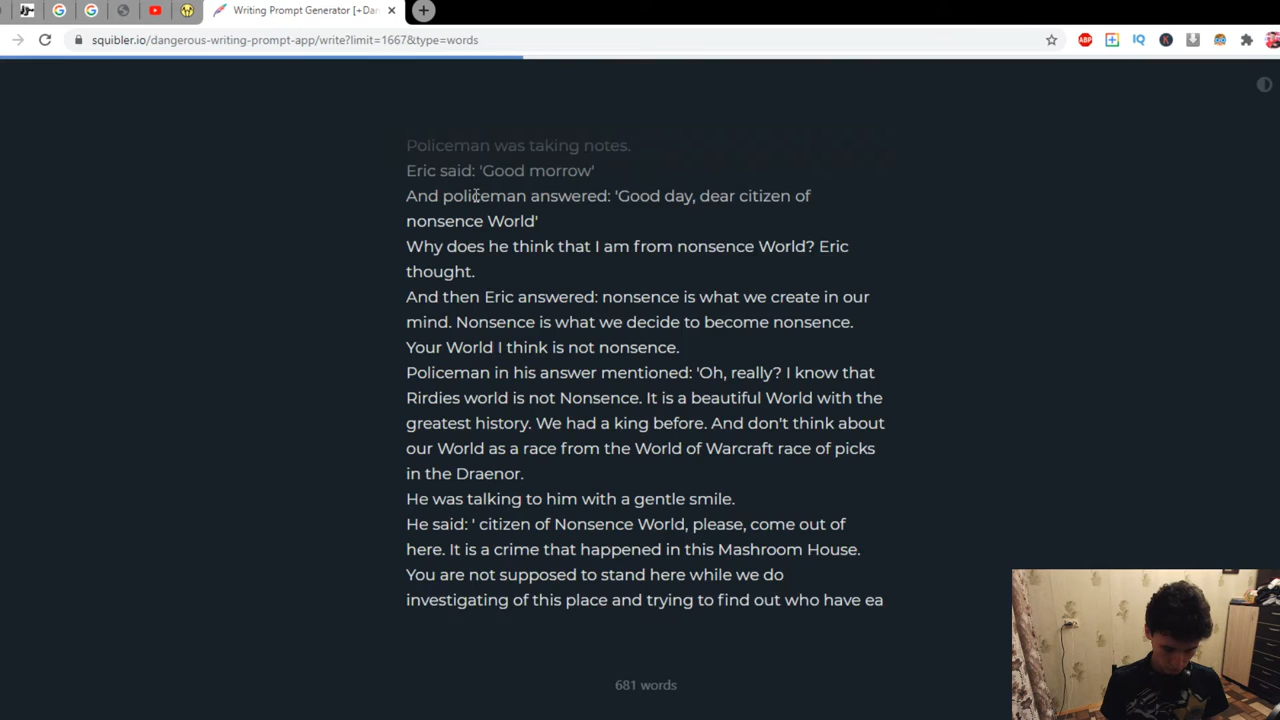 Writing Prompt Generator [+Dan
squibler.io/dangerous-writing-prompt-app/write?limit=1667&type=words
ABP
IQ
K
Policeman was taking notes.
Eric said: 'Good morrow'
And policeman answered: 'Good day, dear citizen of
nonsence World'
Why does he think that I am from nonsence World? Eric
thought.
And then Eric answered: nonsence is what we create in our
mind. Nonsence is what we decide to become nonsence.
Your World I think is not nonsence.
Policeman in his answer mentioned: 'Oh, really? I know that
Rirdies world is not Nonsence. It is a beautiful World with the
greatest history. We had a king before. And don't think about
our World as a race from the World of Warcraft race of picks
in the Draenor.
He was talking to him with a gentle smile.
He said: ' citizen of Nonsence World, please, come out of
here. It is a crime that happened in this Mashroom House.
You are not supposed to stand here while we do
investigating of this place and trying to find out who have ea
681 words